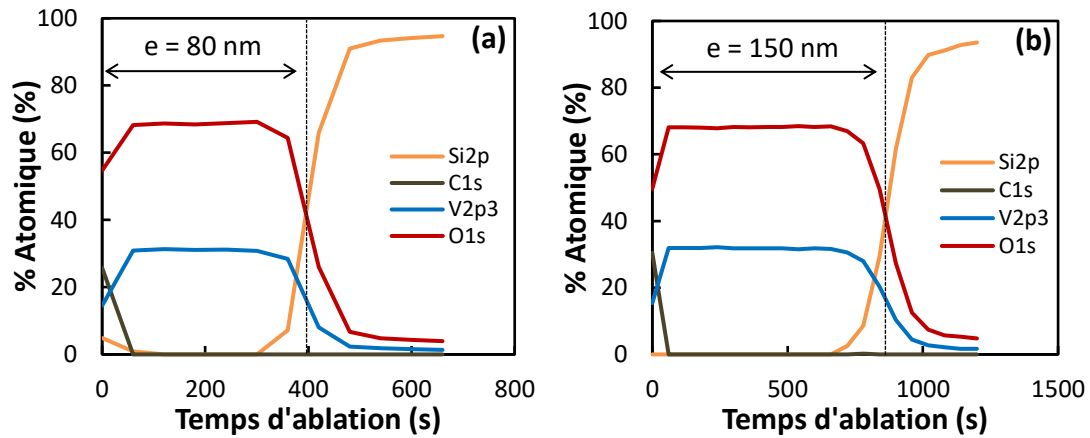 100
80
60
40
20
0
% Atomique (%)
e = 80 nm
(a)
Si2p
C1s
V2p3
O1s
0
200
400
600
800
Temps d'ablation (s)
100
80
60
40
20
0
% Atomique (%)
e = 150 nm
(b)
Si2p
C1s
V2p3
O1s
0
500
1000
1500
Temps d'ablation (s)